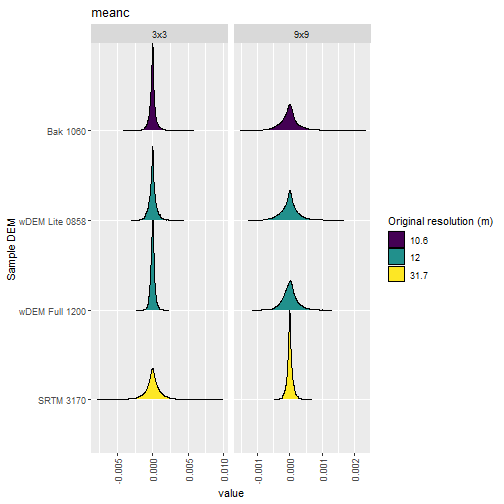 meanc
3x3
9x9
Bak 1060
wDEM Lite 0858
wDEM Full 1200
SRTM 3170
Sample DEM
-0.005
0.000
0.005
0.010
-0.001
0.000
0.001
0.002
value
Original resolution (m)
10.6
12
31.7